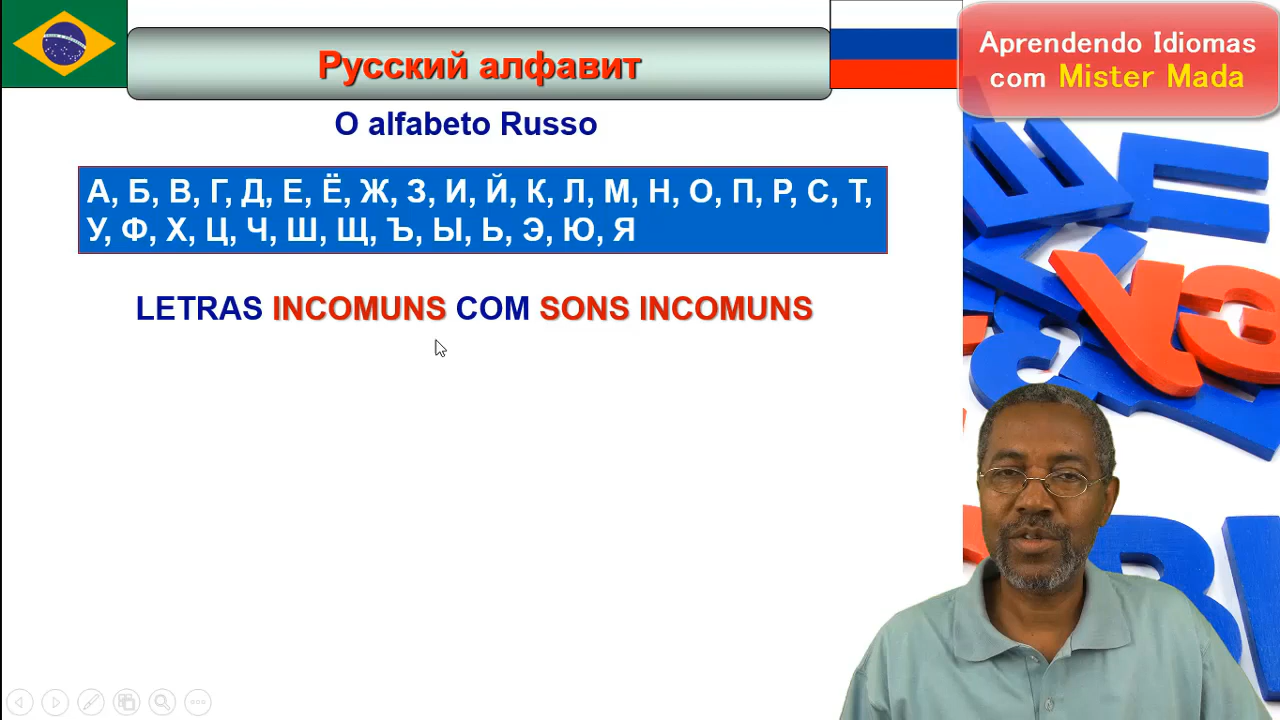 Русский алфавит
Aprendendo Idiomas
com Mister Mada
O alfabeto Russo
А, Б, В, Г, Д, Е, Ё, Ж, З, И, Й, К, Л, М, Н, О, П, Р, С, Т,
У, Ф, Х, Ц, Ч, Ш, Щ, Ъ, Ы, Ь, Э, Ю, Я
LETRAS INCOMUNS COM SONS INCOMUNS